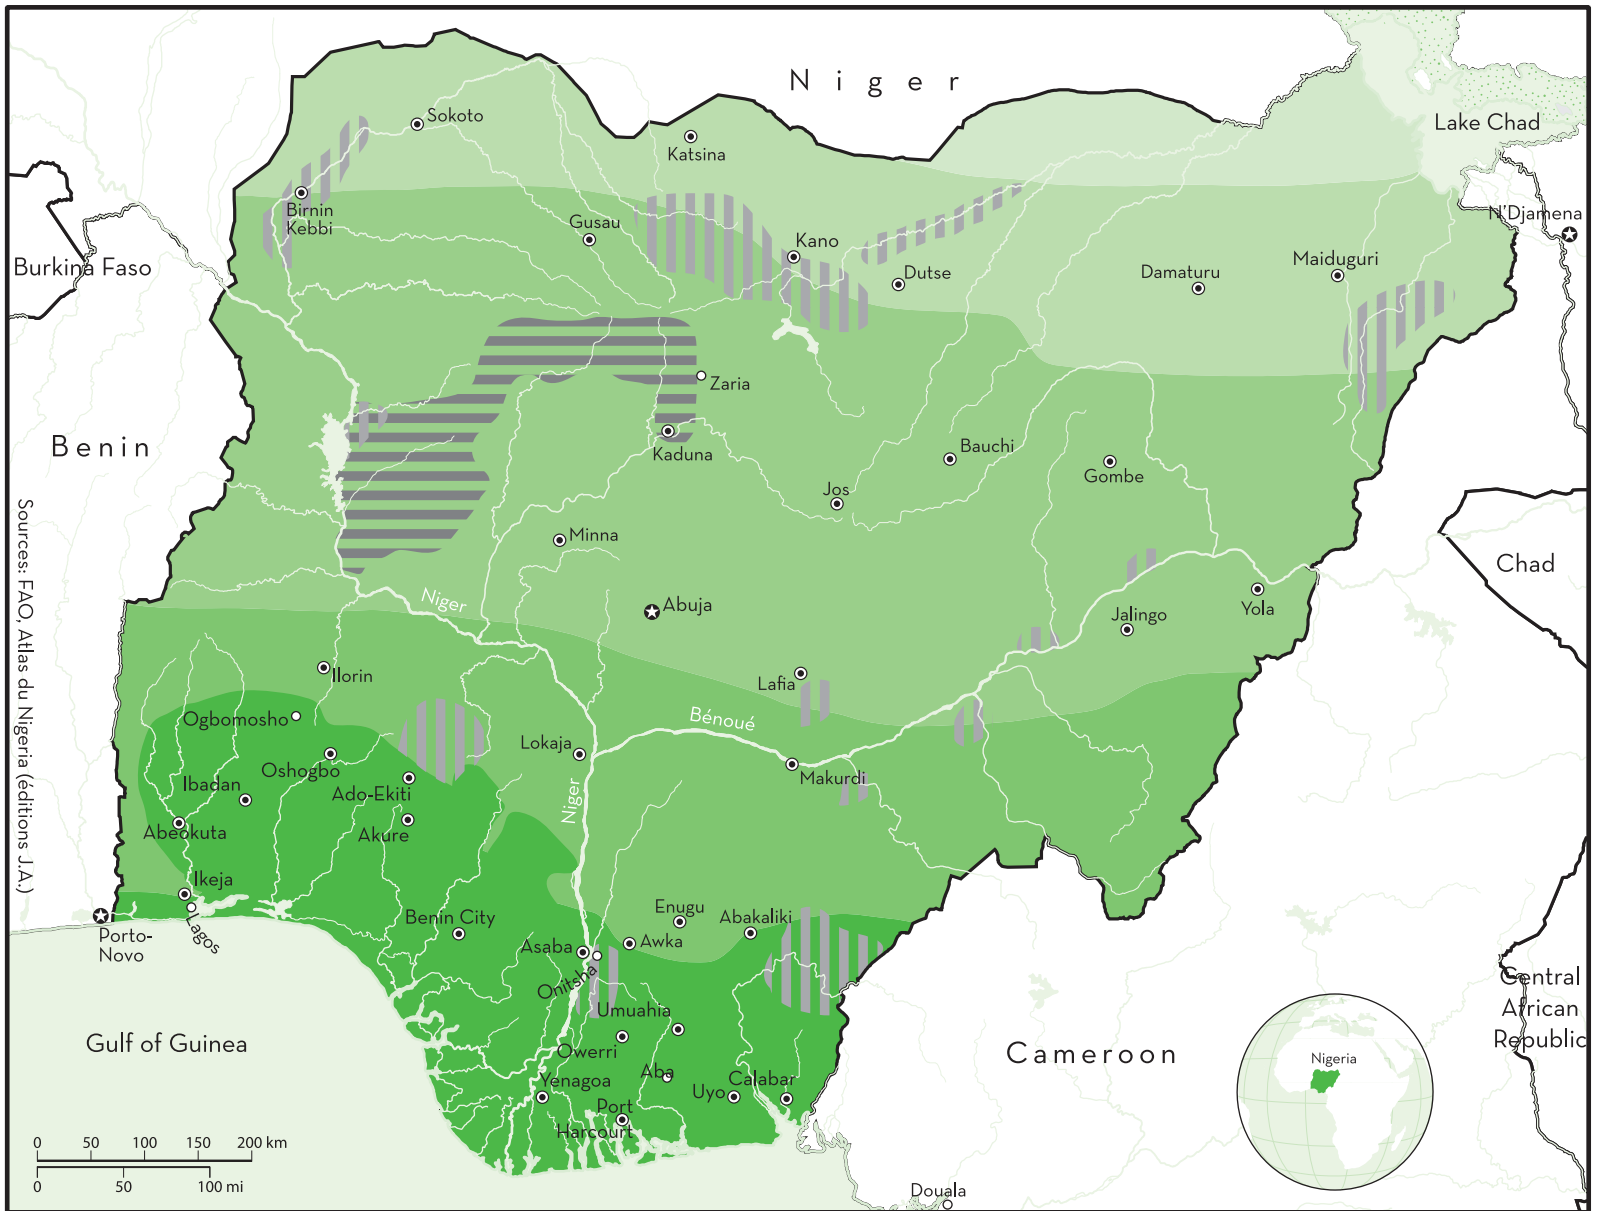 Niger
Lake Chad
Sokoto
Katsina
Birnin
Kebbi
Gusau
Kano
Dutse
Damaturu
Maiduguri
N'Djamena
Burkina Faso
Zaria
Benin
Kaduna
Bauchi
Gombe
Jos
Minna
Chad
Niger
Abuja
Jalingo
Yola
Sources: FAO, Atlas du Nigeria (éditions J.A.)
Ilorin
Lafia
Ogbomosho
Bénoué
Lokaja
Oshogbo
Makurdi
Ibadan
Ado-Ekiti
Niger
Abeokuta
Akure
Ikeja
Lagos
Porto-
Novo
Benin City
Enugu
Abakaliki
Asaba
Awka
Onitsha
Central
African
Republic
Umuahia
Gulf of Guinea
Owerri
Cameroon
Nigeria
Aba
Yenagoa
Uyo
Calabar
Port
Harcourt
0 50 100 150 200 km
0 50 100 mi
Douala